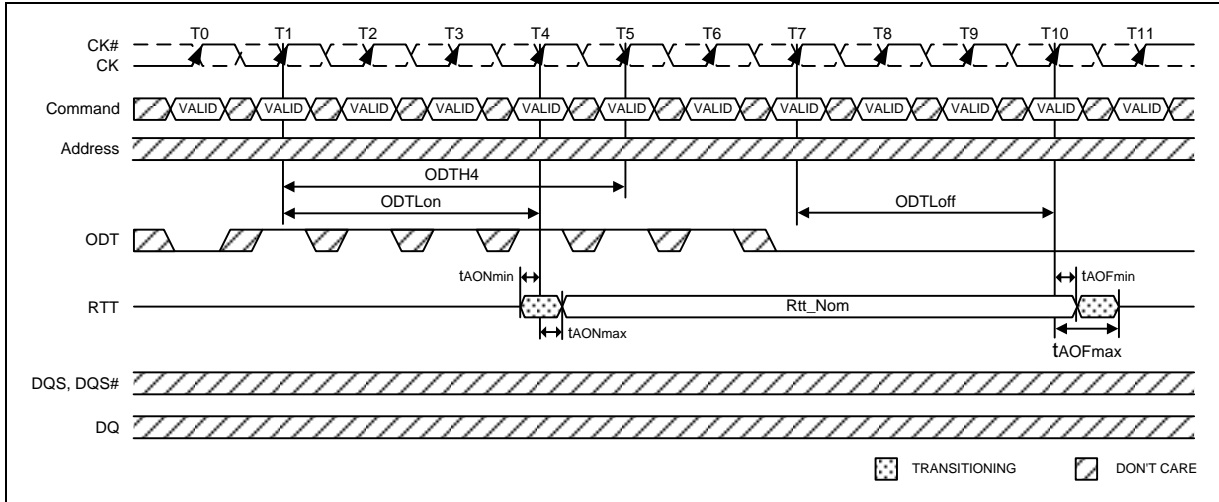 T0 T1 T2 T3 T4 T5 T6 T7 T8 T9 T10 T11
CK#
CK
Command VALID VALID VALID VALID VALID VALID VALID VALID VALID VALID VALID VALID
Address
ODTH4
ODTLon ODTLoff
ODT
tAONmin tAOFmin
RTT Rtt_Nom
tAONmax
tAOFmax
DQS, DQS#
DQ
TRANSITIONING DON'T CARE